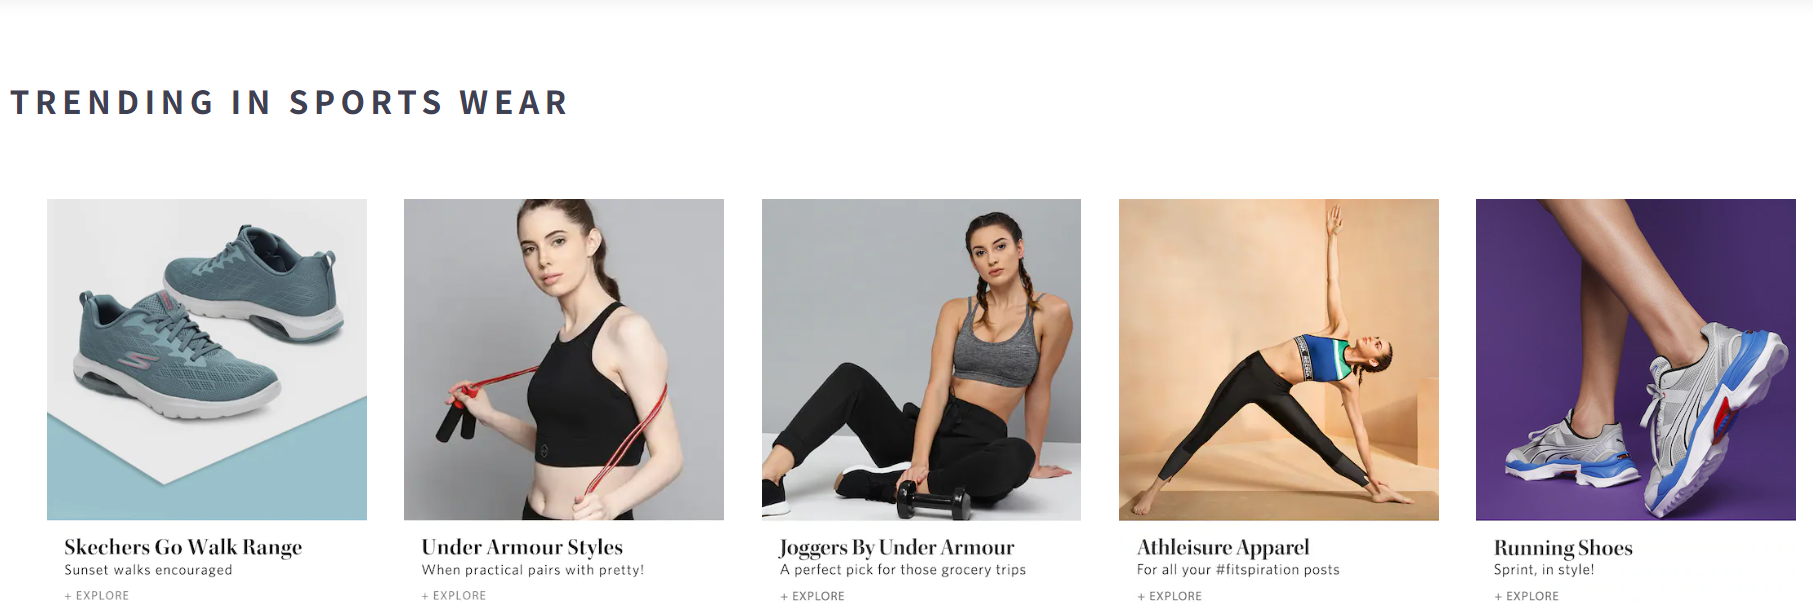 TRENDING IN SPORTS WEAR
Skechers Go Walk Range
Sunset walks encouraged
+ EXPLORE
Under Armour Styles
When practical pairs with pretty!
+ EXPLORE
Joggers By Under Armour
A perfect pick for those grocery trips
+ EXPLORE
Athleisure Apparel
For all your #fitspiration posts
+ EXPLORE
Running Shoes
Sprint, in style!
+ EXPLORE